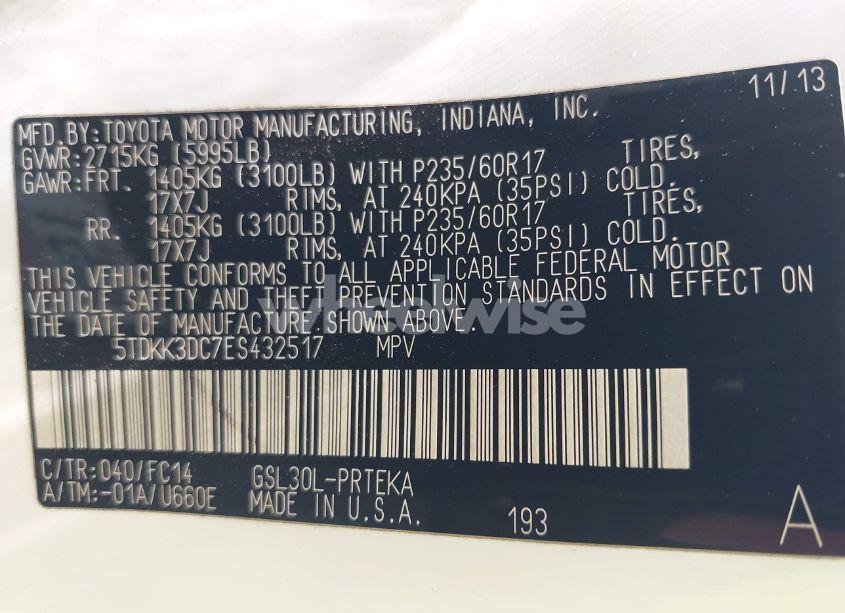 11/13
MFD.BY:TOYOTA MOTOR MANUFACTURING, INDIANA, INC.
GVWR:2715KG (5995LB)
GAWR:FRT. 1405KG (3100LB) WITH P235/60R17 TIRES,
17X7J RIMS, AT 240KPA (35PSI) COLD.
RR. 1405KG (3100LB) WITH P235/60R17 TIRES,
17X7J RIMS, AT 240KPA (35PSI) COLD.
THIS VEHICLE CONFORMS TO ALL APPLICABLE FEDERAL MOTOR
VEHICLE SAFETY AND THEFT PREVENTION STANDARDS IN EFFECT ON
THE DATE OF MANUFACTURE SHOWN ABOVE.
wheelwise
5TDKK3DC7ES432517 MPV
C/TR:040/FC14 GSL30L-PRTEKA
A/TM:-01A/U660E MADE IN U.S.A. 193 A